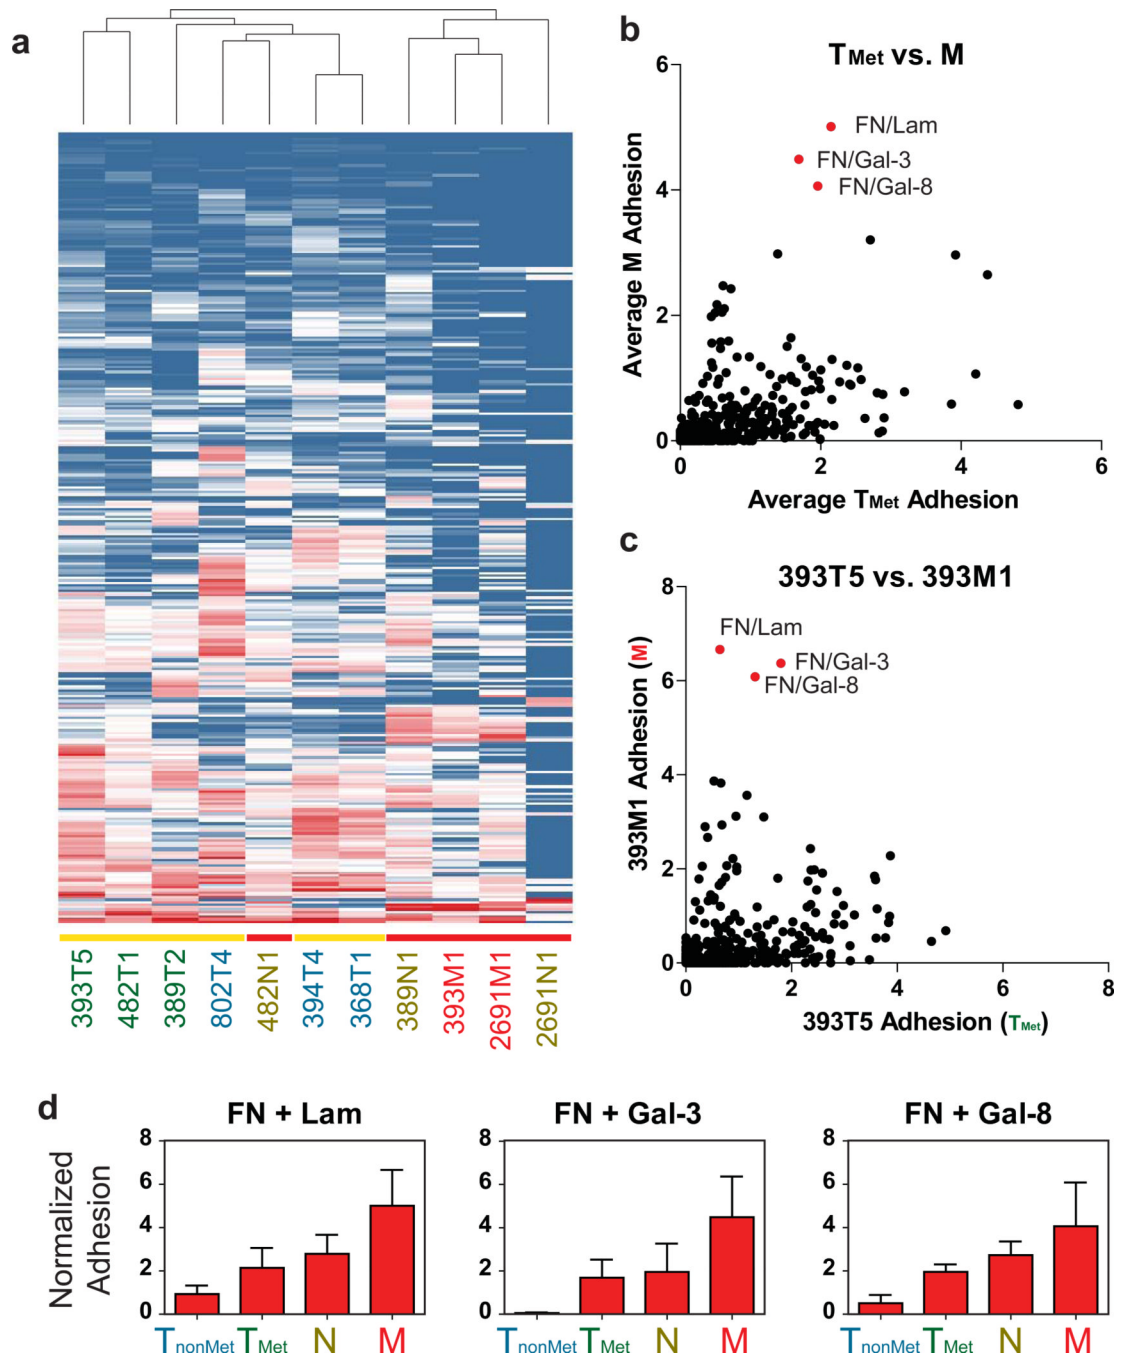 a
393T5
482T1
389T2
802T4
482N1
394T4
368T1
389N1
393M1
2691M1
2691N1
b
TMet vs. M
6
4
2
0
0 2 4 6
Average M Adhesion
FN/Lam
FN/Gal-3
FN/Gal-8
Average TMet Adhesion
c
393T5 vs. 393M1
8
6
4
2
0
0 2 4 6 8
393M1 Adhesion (M)
FN/Lam
FN/Gal-3
FN/Gal-8
393T5 Adhesion (TMet)
d
Normalized
Adhesion
FN + Lam
8
6
4
2
0
TnonMet TMet N M
FN + Gal-3
8
6
4
2
0
TnonMet TMet N M
FN + Gal-8
8
6
4
2
0
TnonMet TMet N M